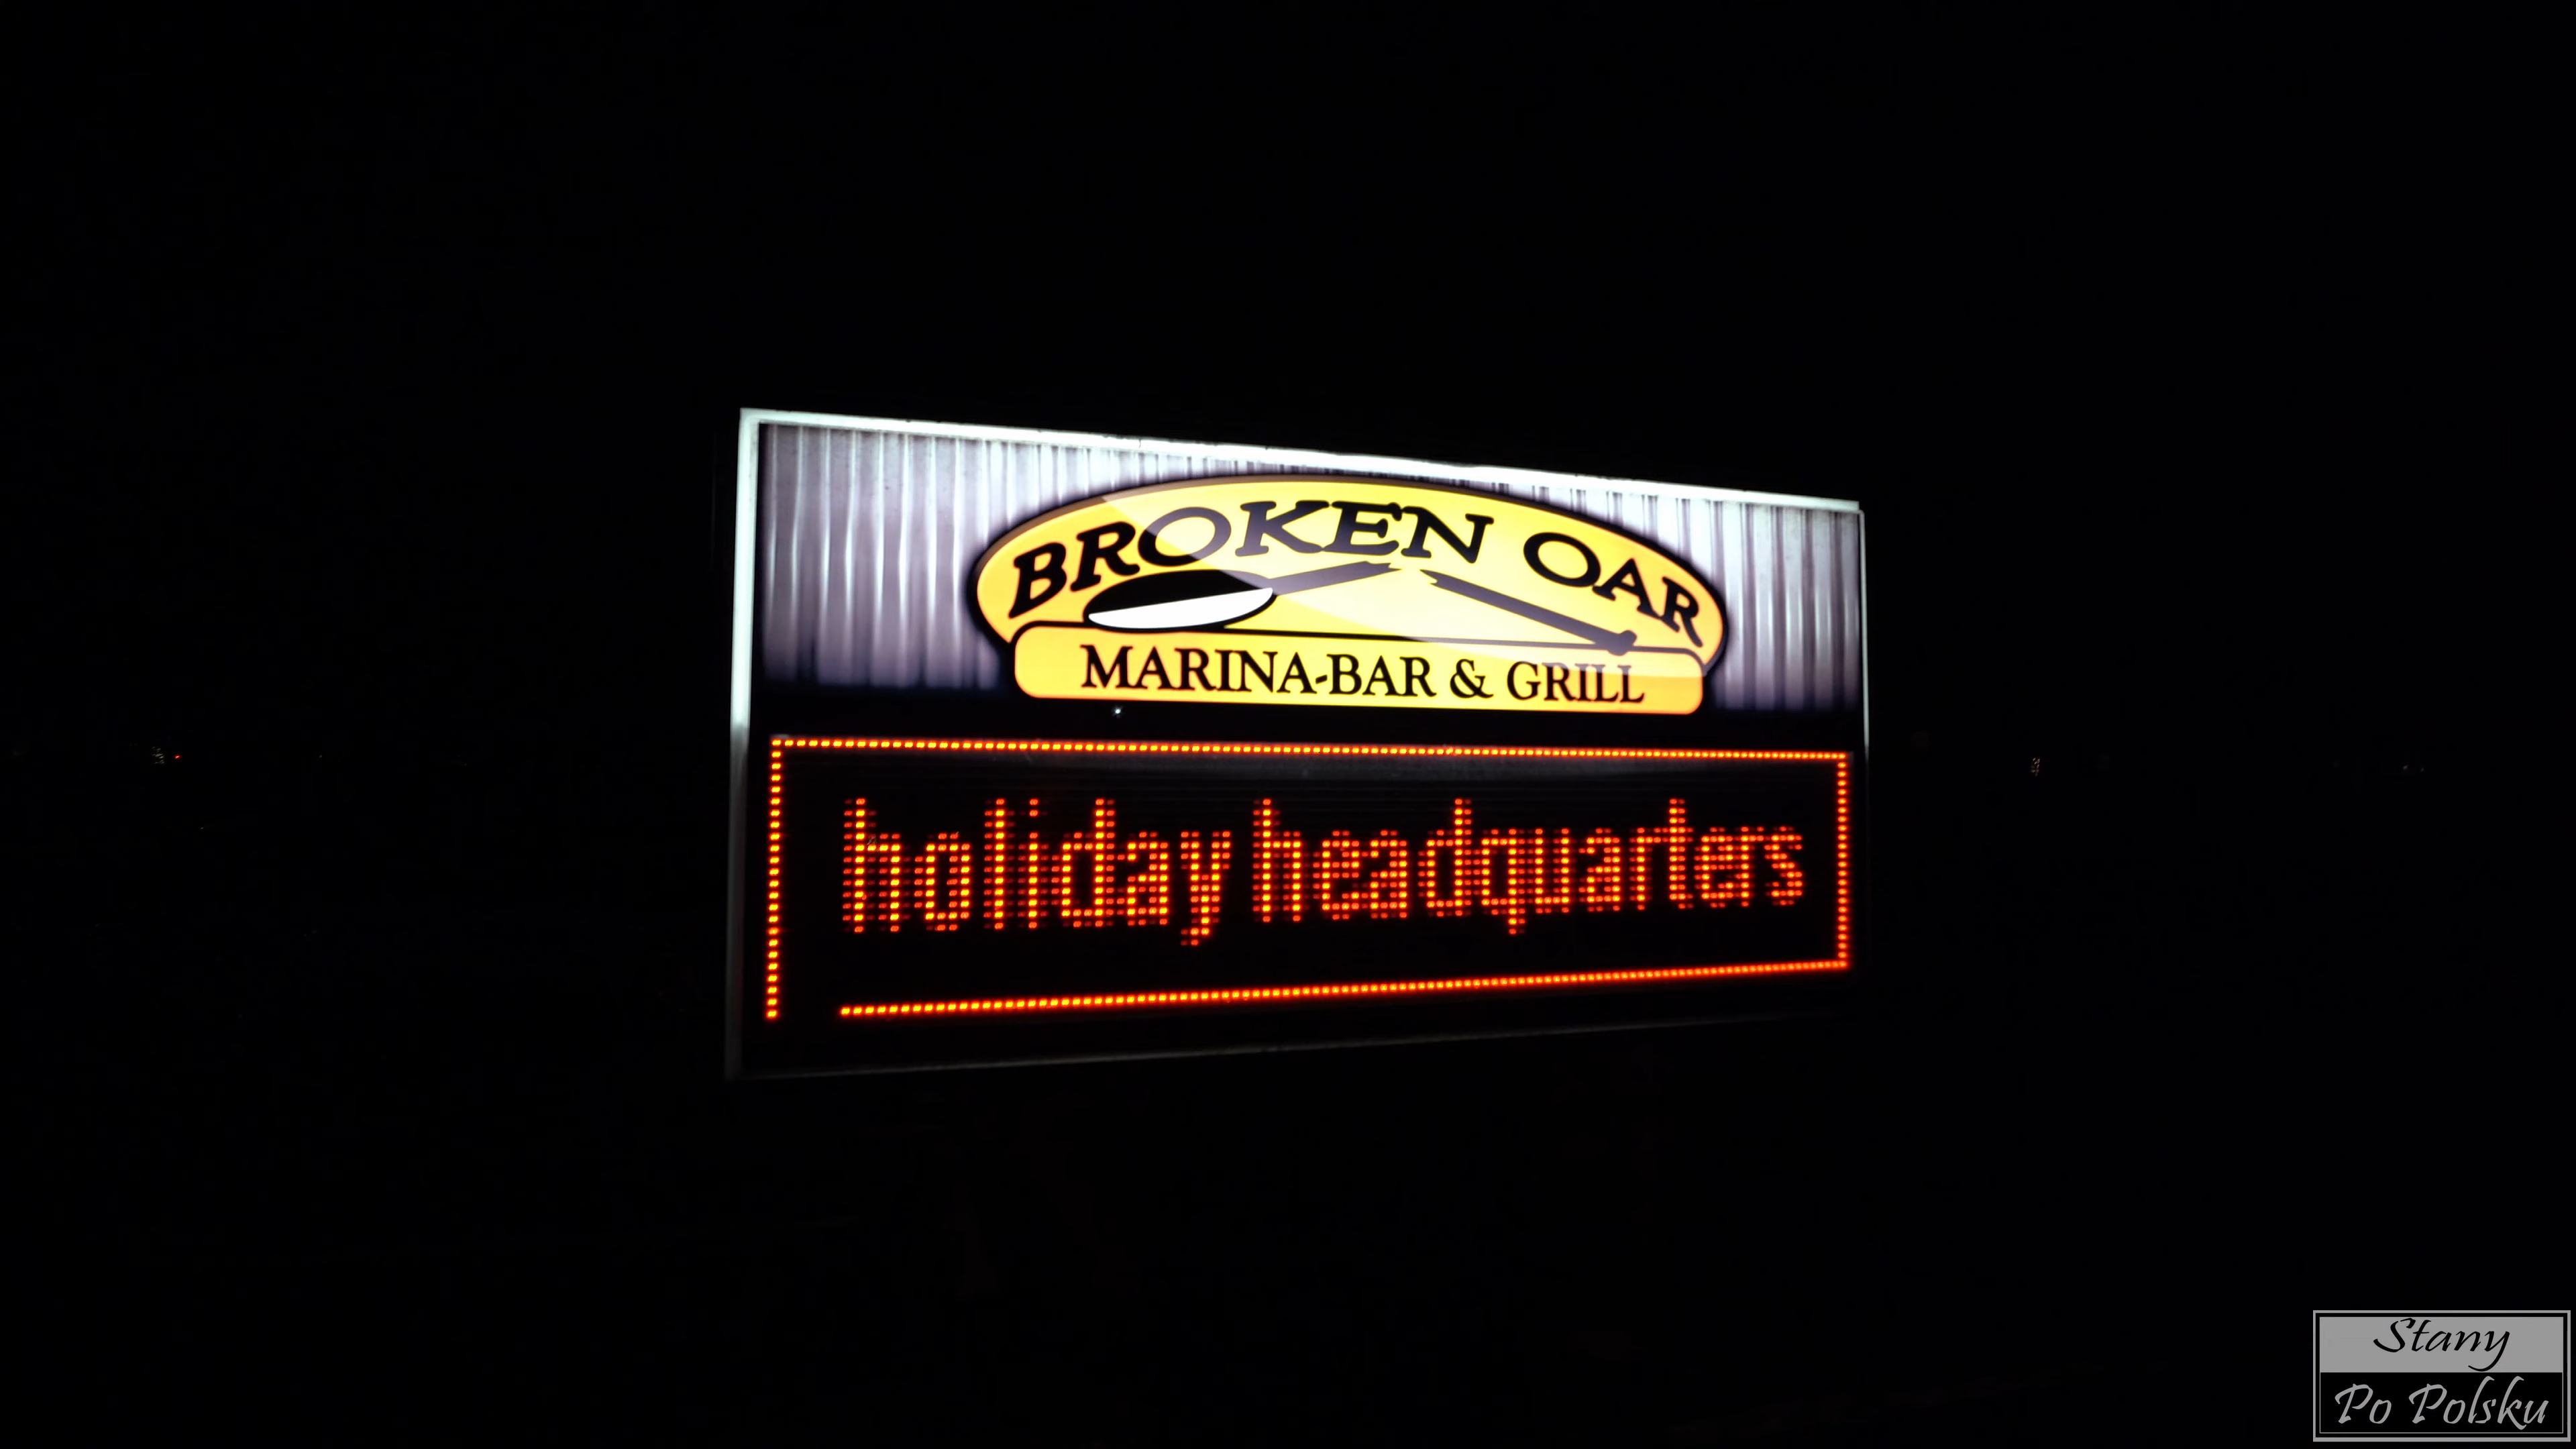 BROKEN OAR
MARINA-BAR & GRILL
holiday headquarters
Stany
Po Polsku